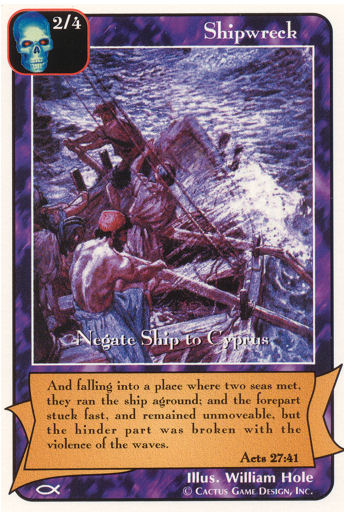 2/4
Shipwreck
Negate Ship to Cyprus
And falling into a place where two seas met,
they ran the ship aground; and the forepart
stuck fast, and remained unmoveable, but
the hinder part was broken with the
violence of the waves.
Acts 27:41
Illus. William Hole
© Cactus Game Design, Inc.